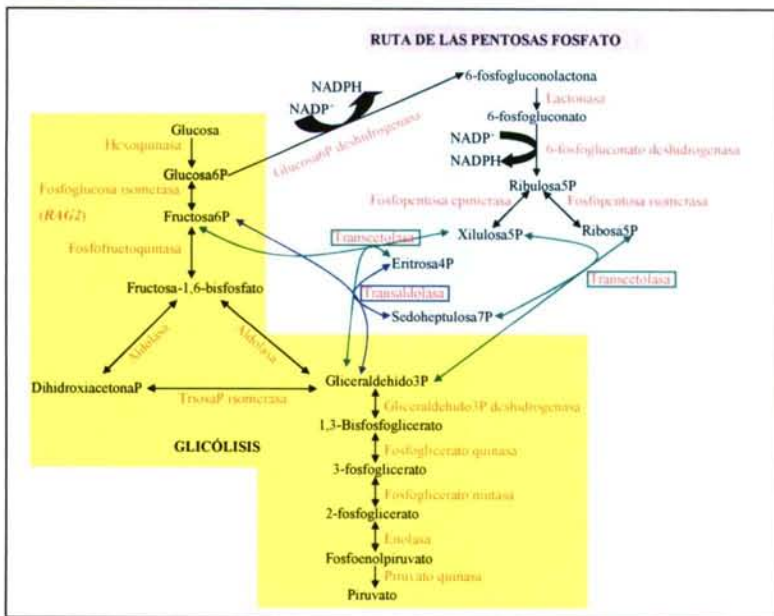 RUTA DE LAS PENTOSAS FOSFATO
6-fosfogluconolactona
NADPH
NADP⁺
Lactonasa
6-fosfogluconato
Glucosa6P deshidrogenasa
NADP⁺
NADPH
6-fosfogluconato deshidrogenasa
Ribulosa5P
Fosfopentosa epimerasa
Fosfopentosa isomerasa
Xilulosa5P
Ribosa5P
Transcetolasa
Eritrosa4P
Transaldolasa
Transcetolasa
Sedoheptulosa7P
Glucosa
Hexoquinasa
Glucosa6P
Fosfoglucosa isomerasa
(RAG2)
Fructosa6P
Fosfofructoquinasa
Fructosa-1,6-bisfosfato
Aldolasa
Aldolasa
DihidroxiacetonaP
TriosaP isomerasa
Gliceraldehido3P
Gliceraldehido3P deshidrogenasa
1,3-Bisfosfoglicerato
GLICÓLISIS
Fosfoglicerato quinasa
3-fosfoglicerato
Fosfoglicerato mutasa
2-fosfoglicerato
Enolasa
Fosfoenolpiruvato
Piruvato quinasa
Piruvato